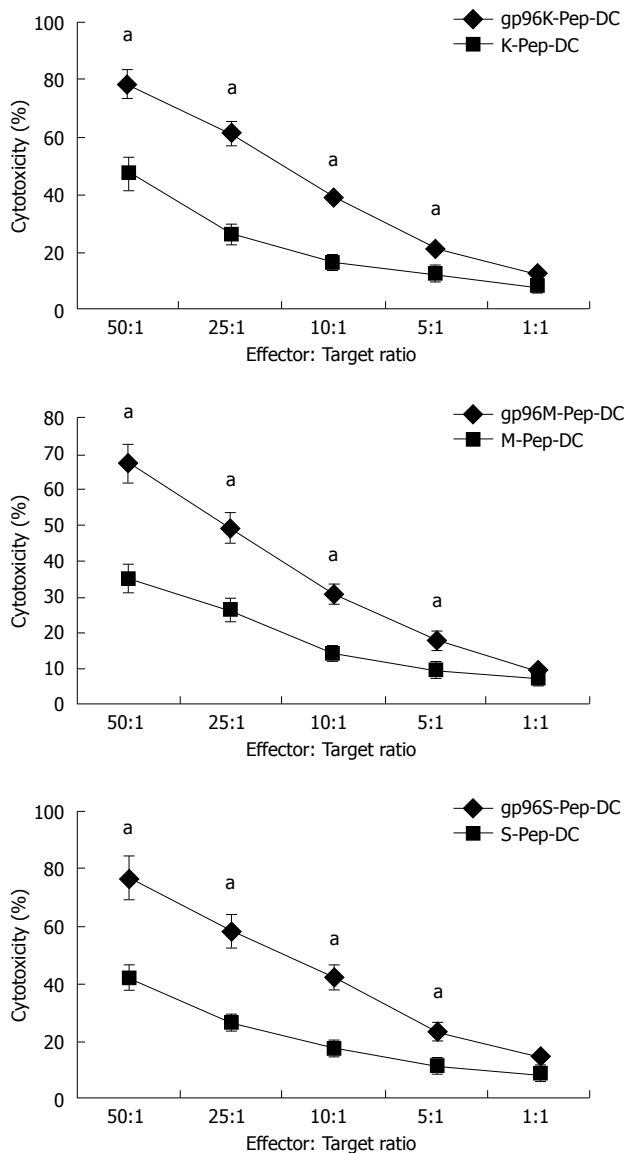 100
80
60
40
20
0
Cytotoxicity (%)
a
a
a
a
gp96K-Pep-DC
K-Pep-DC
50:1 25:1 10:1 5:1 1:1
Effector: Target ratio
80
70
60
50
40
30
20
10
0
Cytotoxicity (%)
a
a
a
a
gp96M-Pep-DC
M-Pep-DC
50:1 25:1 10:1 5:1 1:1
Effector: Target ratio
100
80
60
40
20
0
Cytotoxicity (%)
a
a
a
a
gp96S-Pep-DC
S-Pep-DC
50:1 25:1 10:1 5:1 1:1
Effector: Target ratio